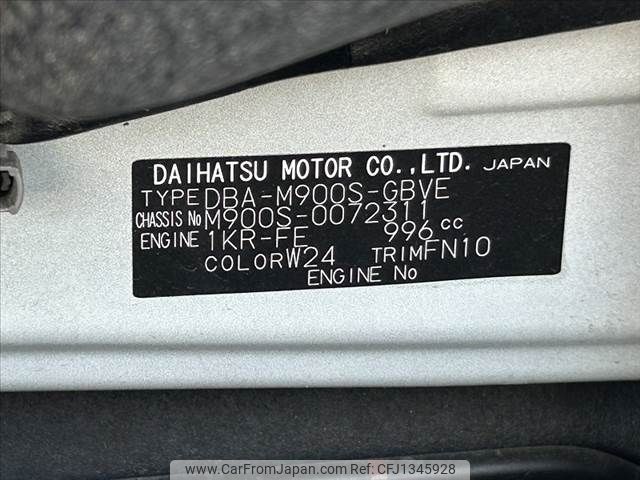 DAIHATSU MOTOR CO.,LTD. JAPAN
TYPE DBA-M900S-GBVE
CHASSIS No M900S-0072311
ENGINE 1KR-FE 996 cc
COLOR W24 TRIM FN10
ENGINE No
www.CarFromJapan.com CFJ1345928